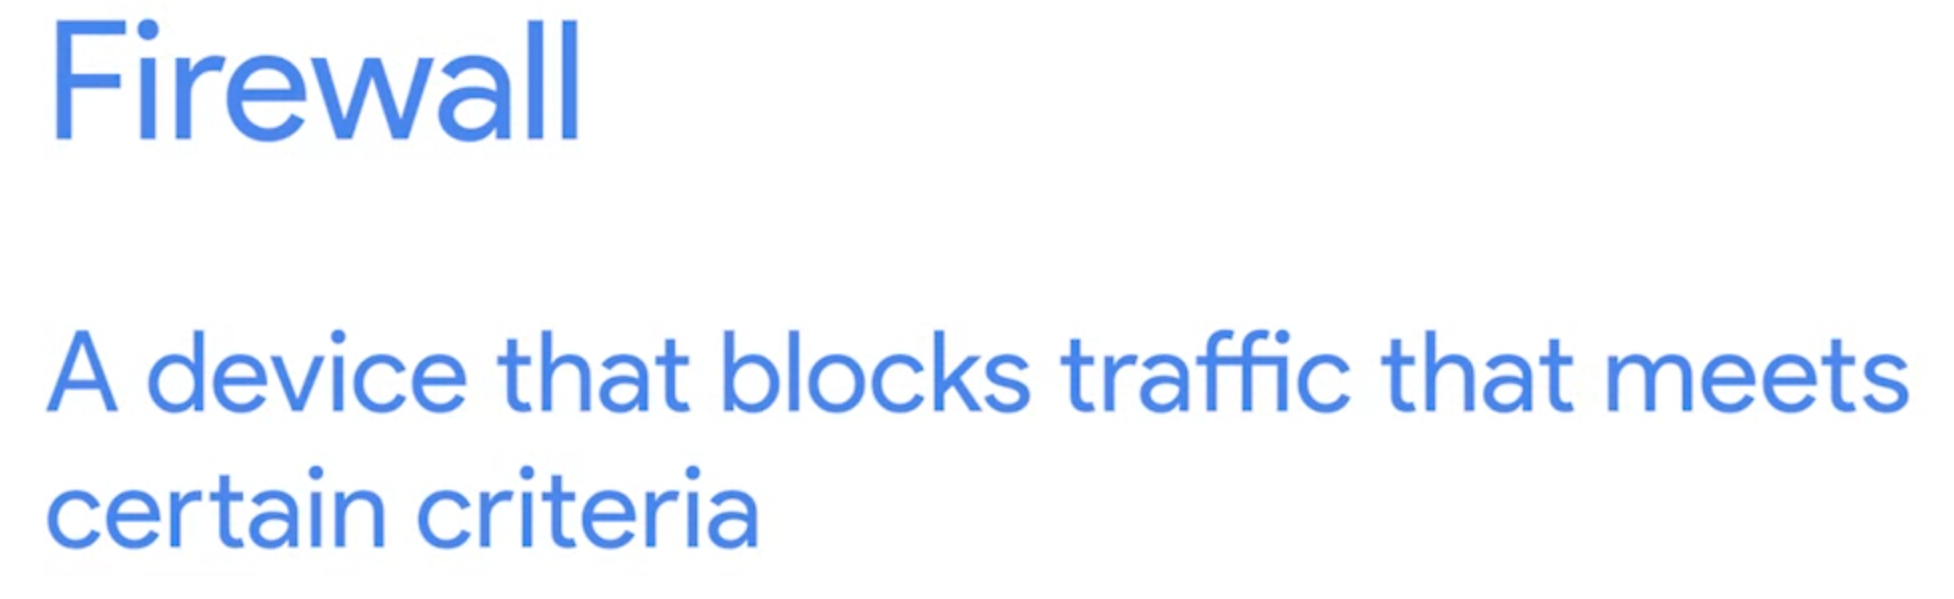 Firewall
A device that blocks traffic that meets
certain criteria